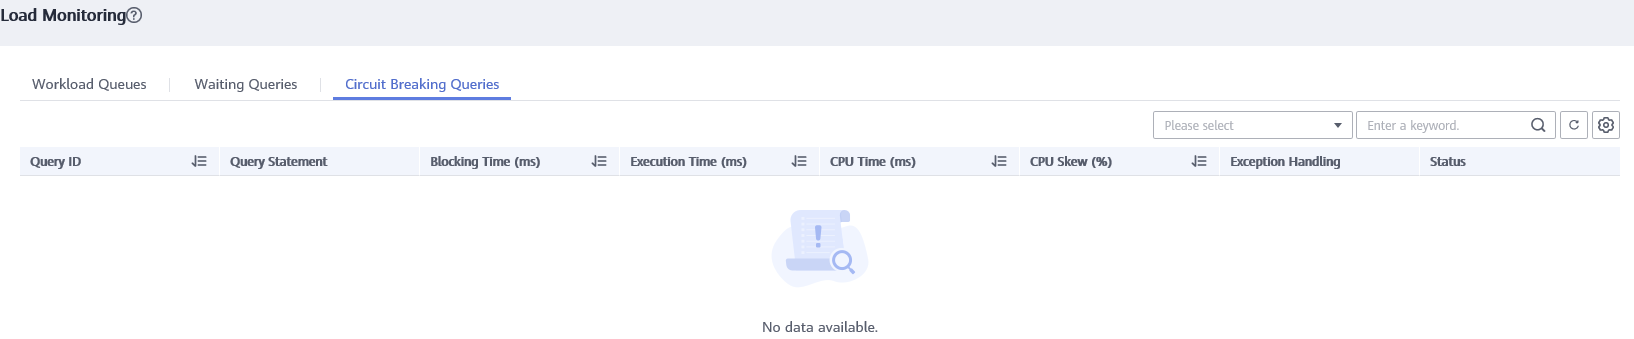 Load Monitoring
Workload Queues
Waiting Queries
Circuit Breaking Queries
Please select
Enter a keyword.
Query ID
Query Statement
Blocking Time (ms)
Execution Time (ms)
CPU Time (ms)
CPU Skew (%)
Exception Handling
Status
No data available.